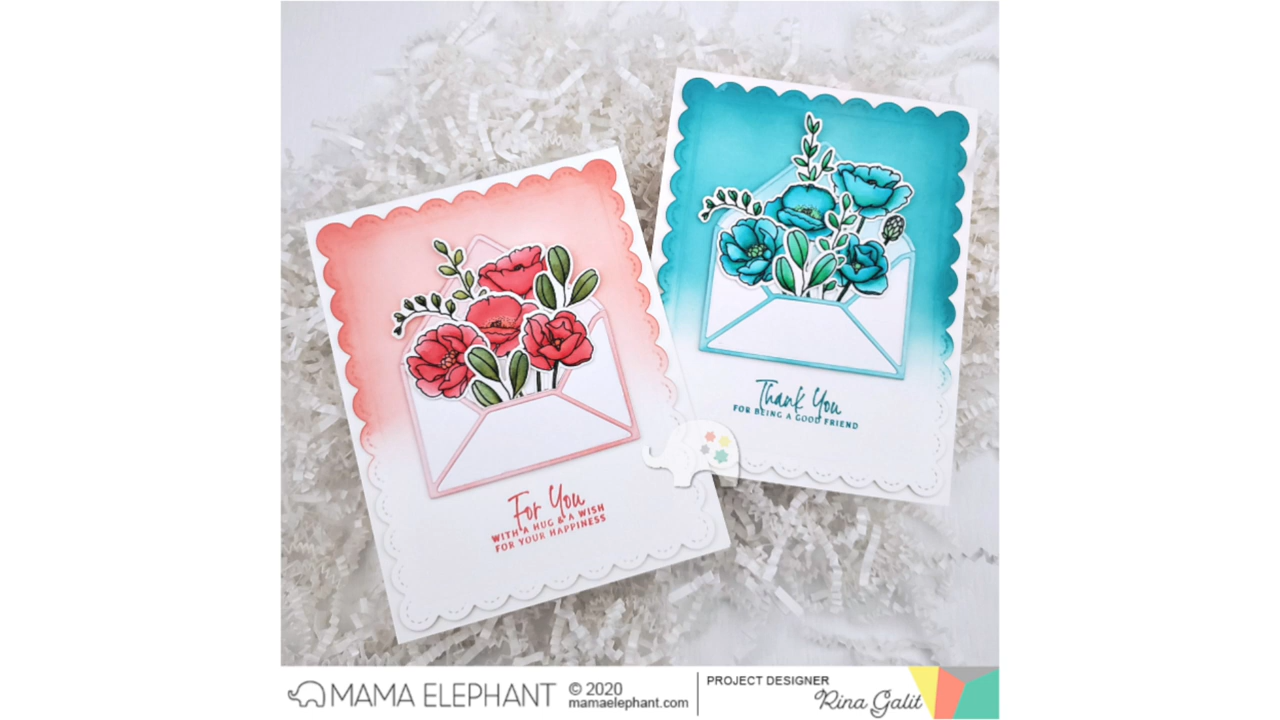 For You
WITH A HUG & A WISH
FOR YOUR HAPPINESS
Thank You
FOR BEING A GOOD FRIEND
MAMA ELEPHANT
© 2020
mamaelephant.com
PROJECT DESIGNER
Rina Galit